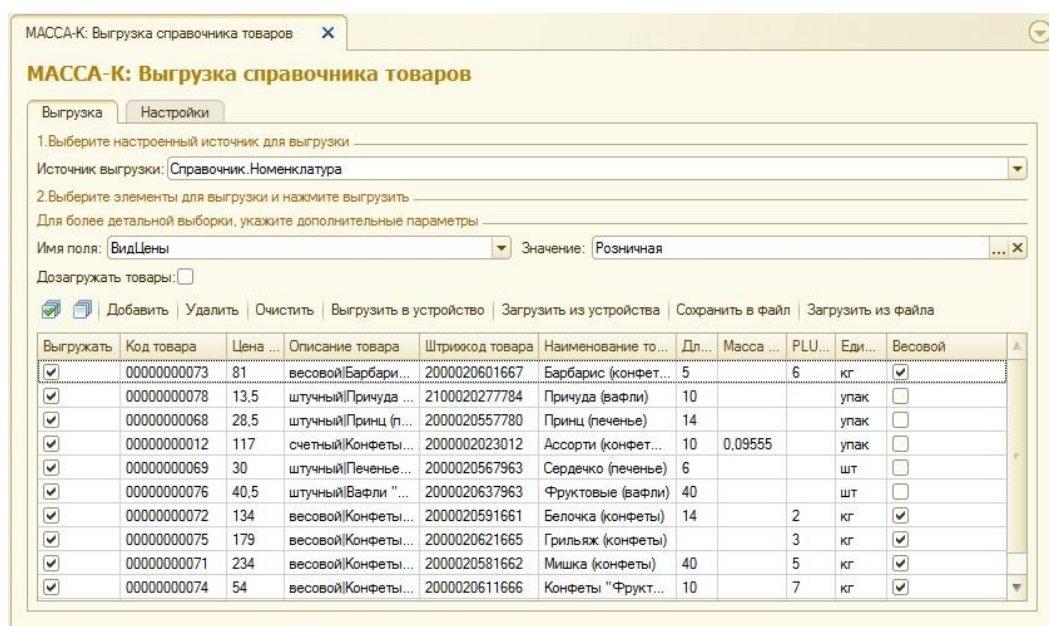 МАССА-К: Выгрузка справочника товаров
МАССА-К: Выгрузка справочника товаров
Выгрузка Настройки
1.Выберите настроенный источник для выгрузки
Источник выгрузки: Справочник.Номенклатура
2.Выберите элементы для выгрузки и нажмите выгрузить
Для более детальной выборки, укажите дополнительные параметры
Имя поля: ВидЦены Значение: Розничная ...
Дозагружать товары:
Добавить Удалить Очистить Выгрузить в устройство Загрузить из устройства Сохранить в файл Загрузить из файла
Выгружать Код товара Цена ... Описание товара Штрихкод товара Наименование то... Дл... Масса ... PLU... Еди... Весовой
00000000073 81 весовой|Барбари... 2000020601667 Барбарис (конфет... 5 6 кг
00000000078 13,5 штучный|Причуда ... 2100020277784 Причуда (вафли) 10 упак
00000000068 28,5 штучный|Принц (п... 2000020557780 Принц (печенье) 14 упак
00000000012 117 счетный|Конфеты... 2000002023012 Ассорти (конфет... 10 0,09555 упак
00000000069 30 штучный|Печенье... 2000020567963 Сердечко (печенье) 6 шт
00000000076 40,5 штучный|Вафли "... 2000020637963 Фруктовые (вафли) 40 шт
00000000072 134 весовой|Конфеты... 2000020591661 Белочка (конфеты) 14 2 кг
00000000075 179 весовой|Конфеты... 2000020621665 Грильяж (конфеты) 3 кг
00000000071 234 весовой|Конфеты... 2000020581662 Мишка (конфеты) 40 5 кг
00000000074 54 весовой|Конфеты... 2000020611666 Конфеты "Фрукт... 10 7 кг